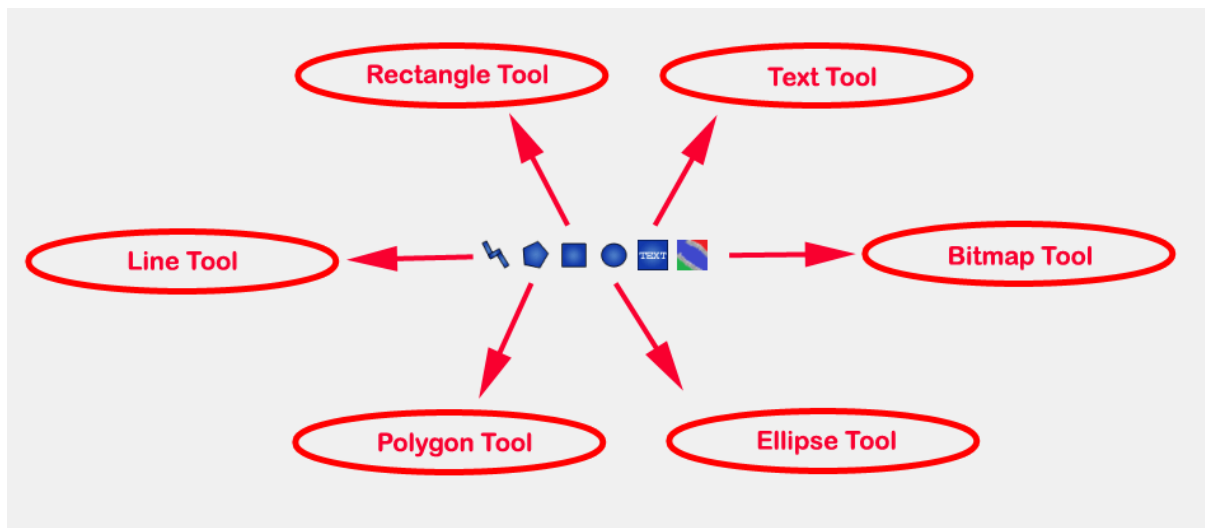 Rectangle Tool
Text Tool
Line Tool
TEXT
Bitmap Tool
Polygon Tool
Ellipse Tool